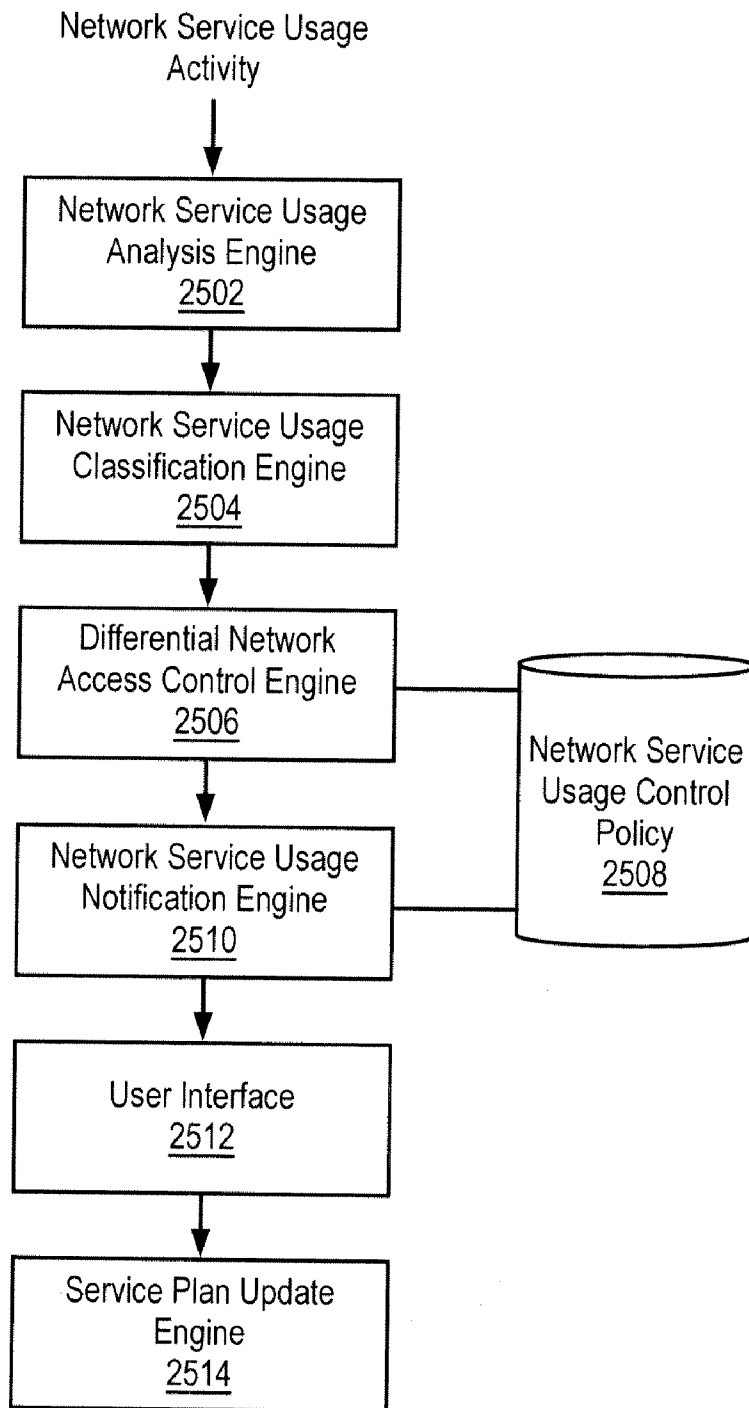 Network Service Usage
Activity
Network Service Usage
Analysis Engine
2502
Network Service Usage
Classification Engine
2504
Differential Network
Access Control Engine
2506
Network Service
Usage Control
Policy
2508
Network Service Usage
Notification Engine
2510
User Interface
2512
Service Plan Update
Engine
2514